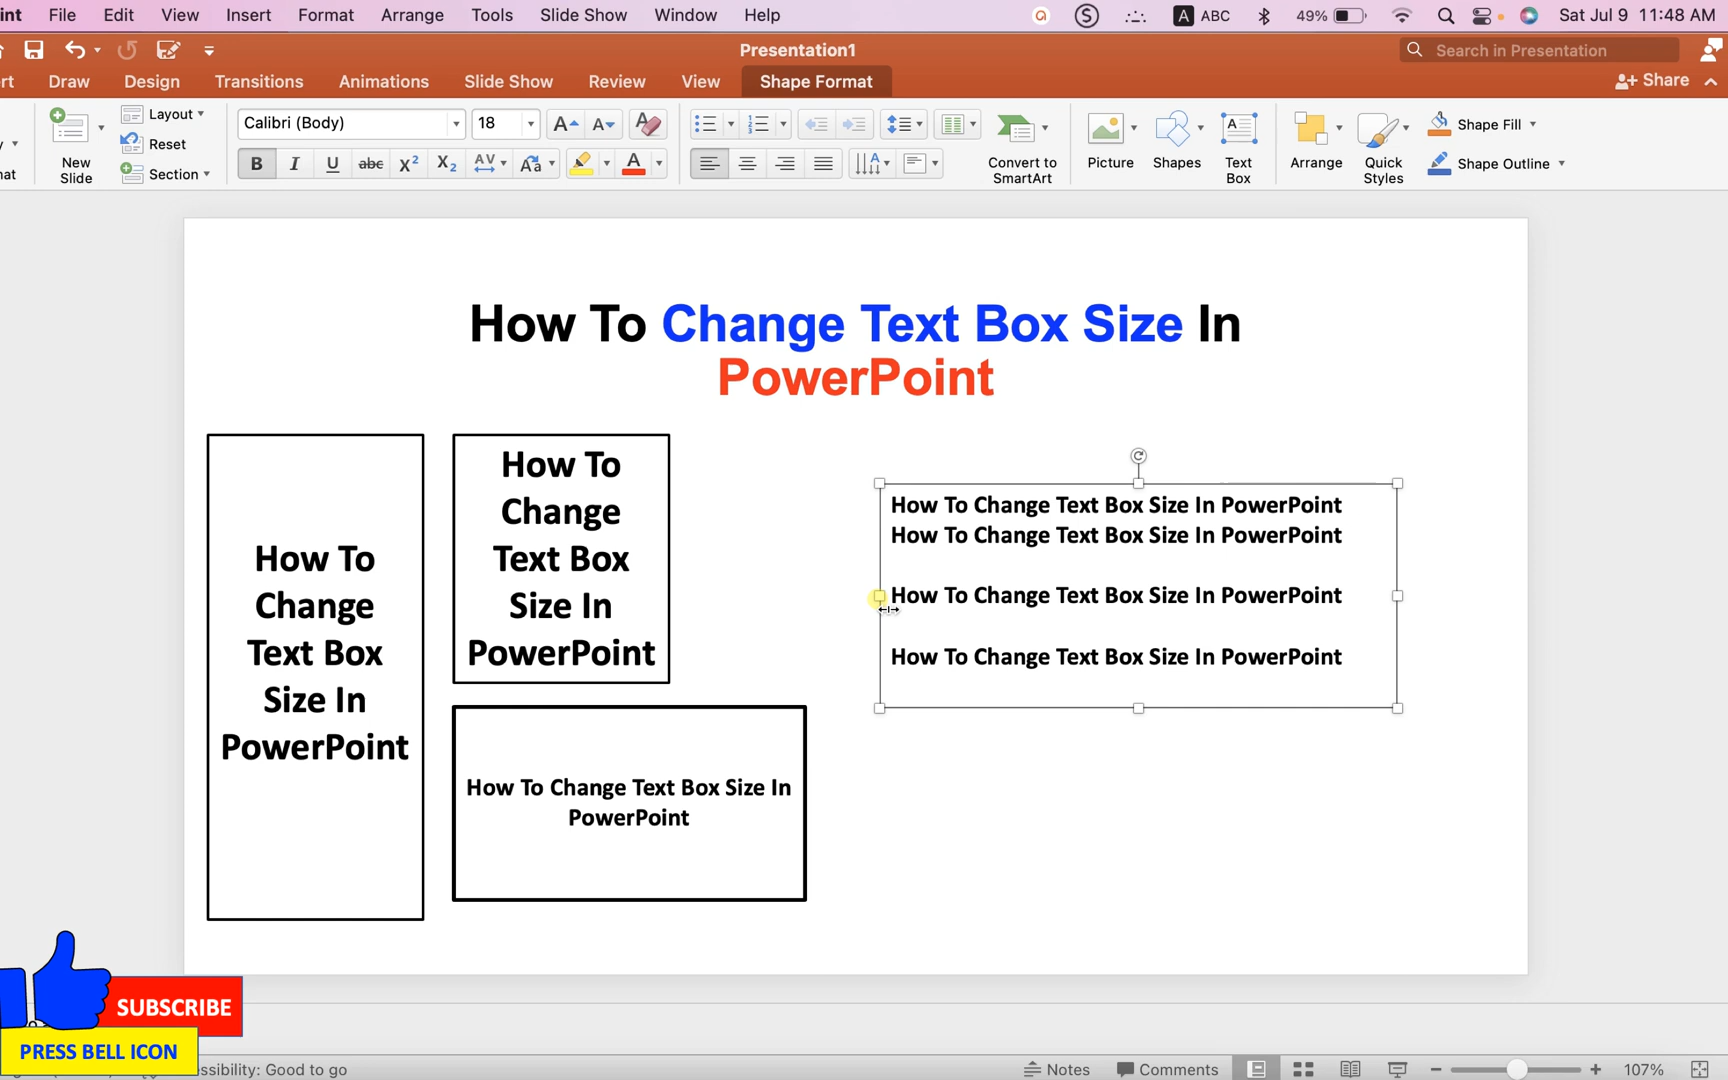 int File Edit View Insert Format Arrange Tools Slide Show Window Help A ABC 49% Sat Jul 9 11:48 AM
Presentation1 Search in Presentation
rt Draw Design Transitions Animations Slide Show Review View Shape Format Share
New Slide
Layout
Reset
Section
Calibri (Body) 18
B I U abc X² X₂ AV Aa A
Convert to SmartArt
Picture
Shapes
Text Box
Arrange
Quick Styles
Shape Fill
Shape Outline
at
How To Change Text Box Size In
PowerPoint
How To
Change
Text Box
Size In
PowerPoint
How To
Change
Text Box
Size In
PowerPoint
How To Change Text Box Size In
PowerPoint
How To Change Text Box Size In PowerPoint
How To Change Text Box Size In PowerPoint
How To Change Text Box Size In PowerPoint
How To Change Text Box Size In PowerPoint
SUBSCRIBE
PRESS BELL ICON
ssibility: Good to go Notes Comments 107%